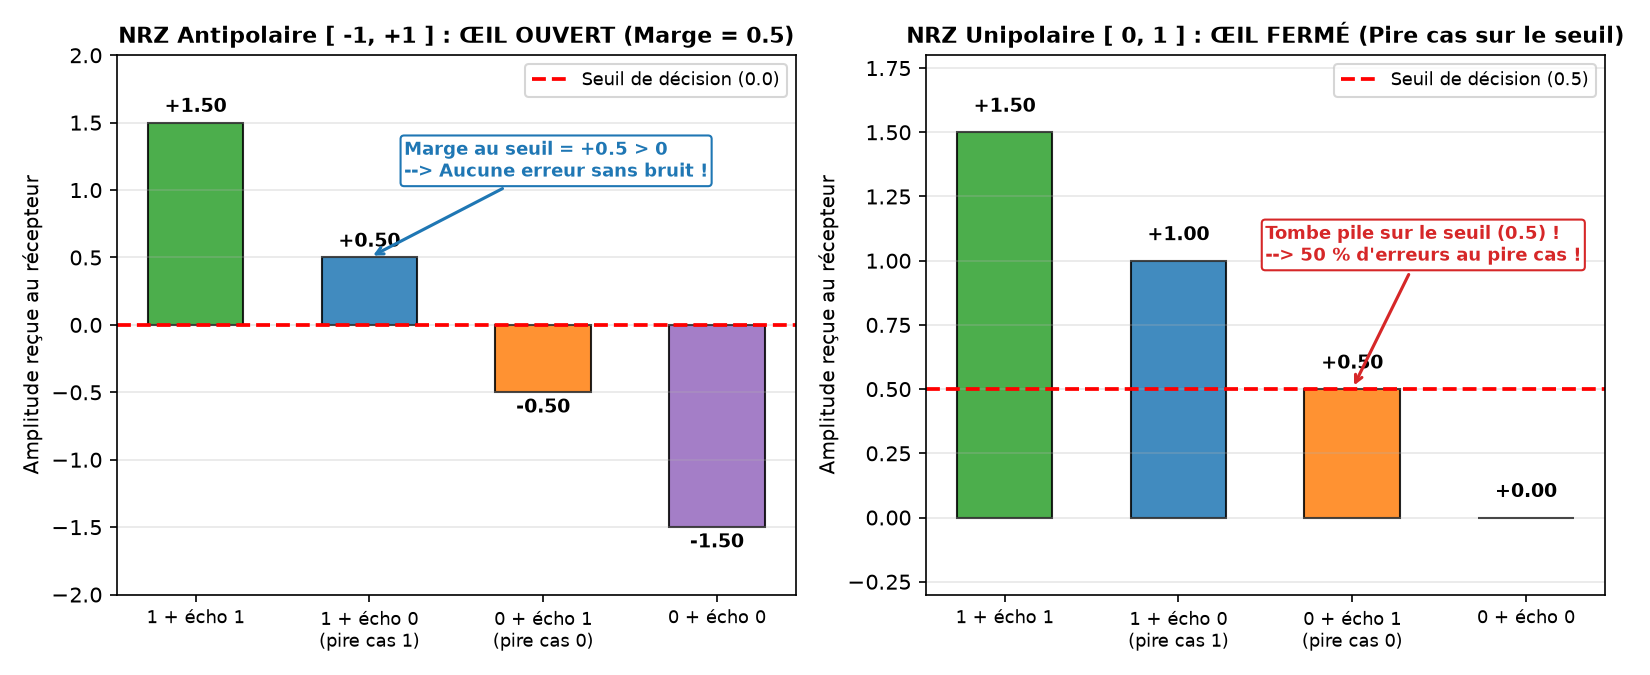 NRZ Antipolaire [ -1, +1 ] : ŒIL OUVERT (Marge = 0.5)
Seuil de décision (0.0)
Amplitude reçue au récepteur
2.0
1.5
1.0
0.5
0.0
−0.5
−1.0
−1.5
−2.0
+1.50
+0.50
-0.50
-1.50
Marge au seuil = +0.5 > 0
--> Aucune erreur sans bruit !
1 + écho 1
1 + écho 0
(pire cas 1)
0 + écho 1
(pire cas 0)
0 + écho 0
NRZ Unipolaire [ 0, 1 ] : ŒIL FERMÉ (Pire cas sur le seuil)
Seuil de décision (0.5)
Amplitude reçue au récepteur
1.75
1.50
1.25
1.00
0.75
0.50
0.25
0.00
−0.25
+1.50
+1.00
+0.50
+0.00
Tombe pile sur le seuil (0.5) !
--> 50 % d'erreurs au pire cas !
1 + écho 1
1 + écho 0
(pire cas 1)
0 + écho 1
(pire cas 0)
0 + écho 0